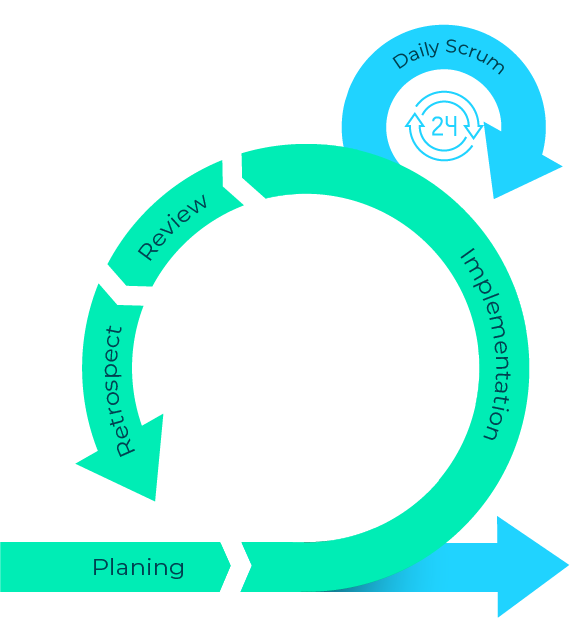 Daily Scrum
24
Review
Implementation
Retrospect
Planing